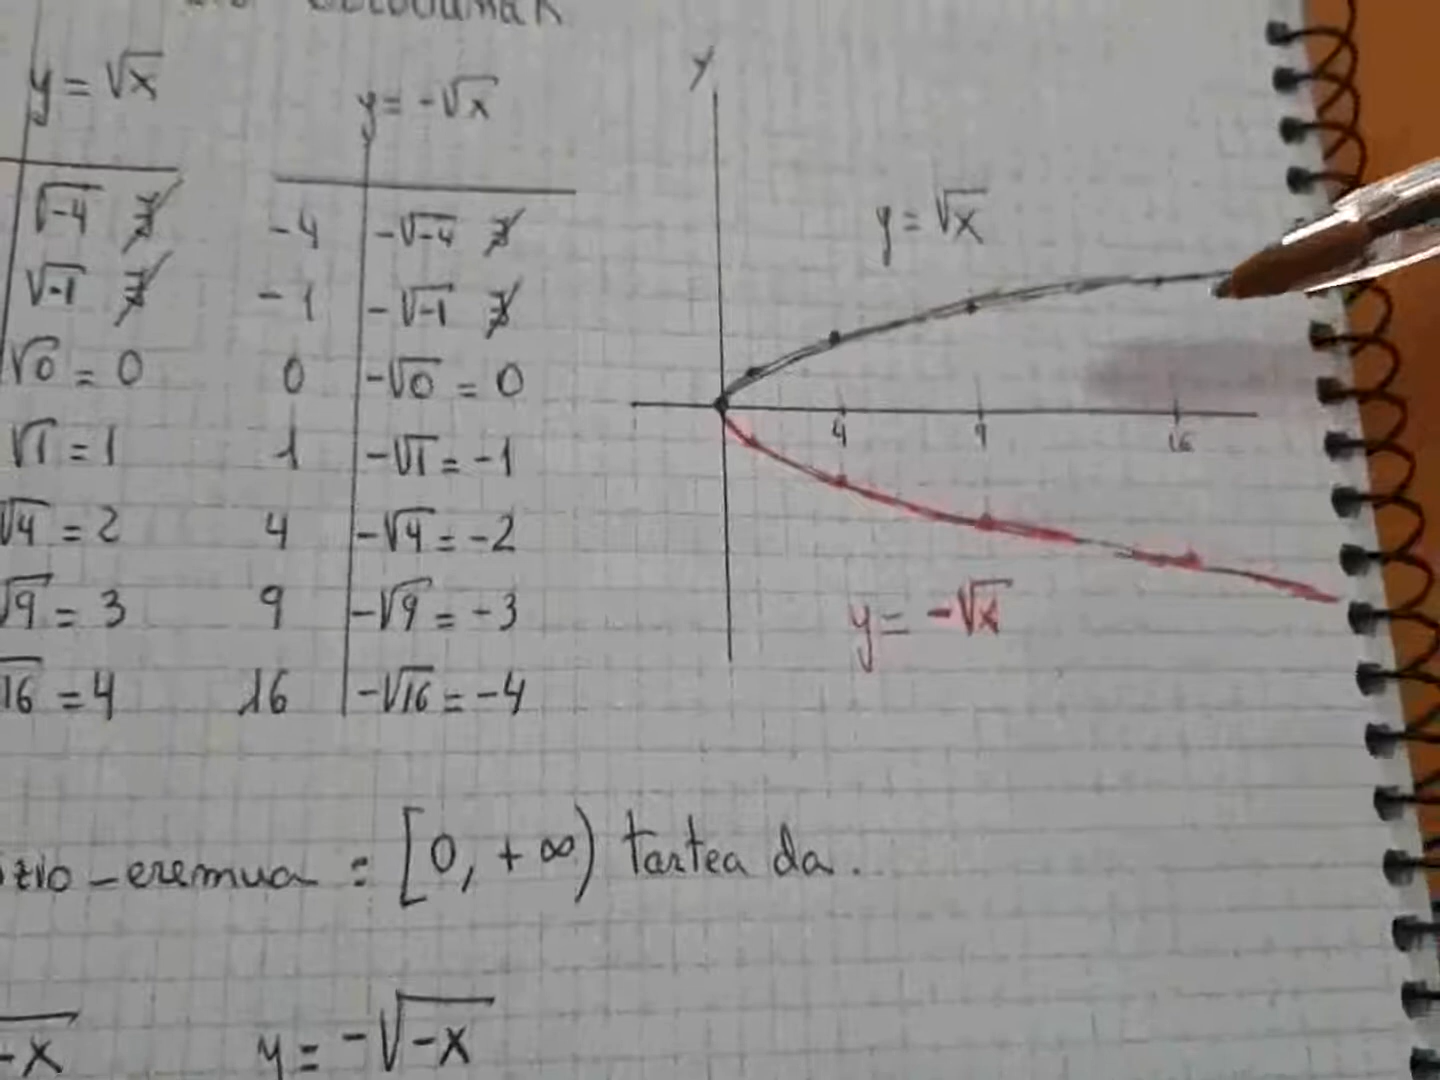 y = √x
y = -√x
√-4 ∄
-4 -√-4 ∄
√-1 ∄
-1 -√-1 ∄
√0 = 0
0 -√0 = 0
√1 = 1
1 -√1 = -1
√4 = 2
4 -√4 = -2
√9 = 3
9 -√9 = -3
√16 = 4
16 -√16 = -4
y
y = √x
4 9 16
y = -√x
-eremua = [0, +∞) tartea da.
-x
y = -√-x